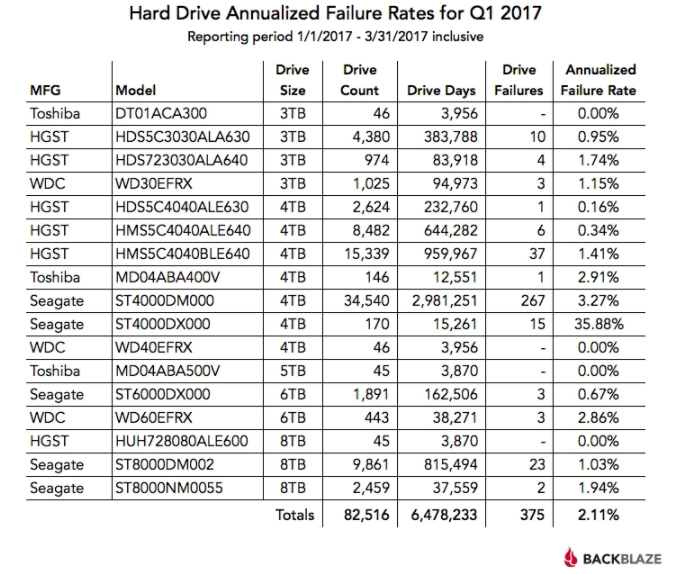 Hard Drive Annualized Failure Rates for Q1 2017
Reporting period 1/1/2017 - 3/31/2017 inclusive
Drive Drive Drive Annualized
MFG Model Size Count Drive Days Failures Failure Rate
Toshiba DT01ACA300 3TB 46 3,956 - 0.00%
HGST HDS5C3030ALA630 3TB 4,380 383,788 10 0.95%
HGST HDS723030ALA640 3TB 974 83,918 4 1.74%
WDC WD30EFRX 3TB 1,025 94,973 3 1.15%
HGST HDS5C4040ALE630 4TB 2,624 232,760 1 0.16%
HGST HMS5C4040ALE640 4TB 8,482 644,282 6 0.34%
HGST HMS5C4040BLE640 4TB 15,339 959,967 37 1.41%
Toshiba MD04ABA400V 4TB 146 12,551 1 2.91%
Seagate ST4000DM000 4TB 34,540 2,981,251 267 3.27%
Seagate ST4000DX000 4TB 170 15,261 15 35.88%
WDC WD40EFRX 4TB 46 3,956 - 0.00%
Toshiba MD04ABA500V 5TB 45 3,870 - 0.00%
Seagate ST6000DX000 6TB 1,891 162,506 3 0.67%
WDC WD60EFRX 6TB 443 38,271 3 2.86%
HGST HUH728080ALE600 8TB 45 3,870 - 0.00%
Seagate ST8000DM002 8TB 9,861 815,494 23 1.03%
Seagate ST8000NM0055 8TB 2,459 37,559 2 1.94%
Totals 82,516 6,478,233 375 2.11%
BACKBLAZE